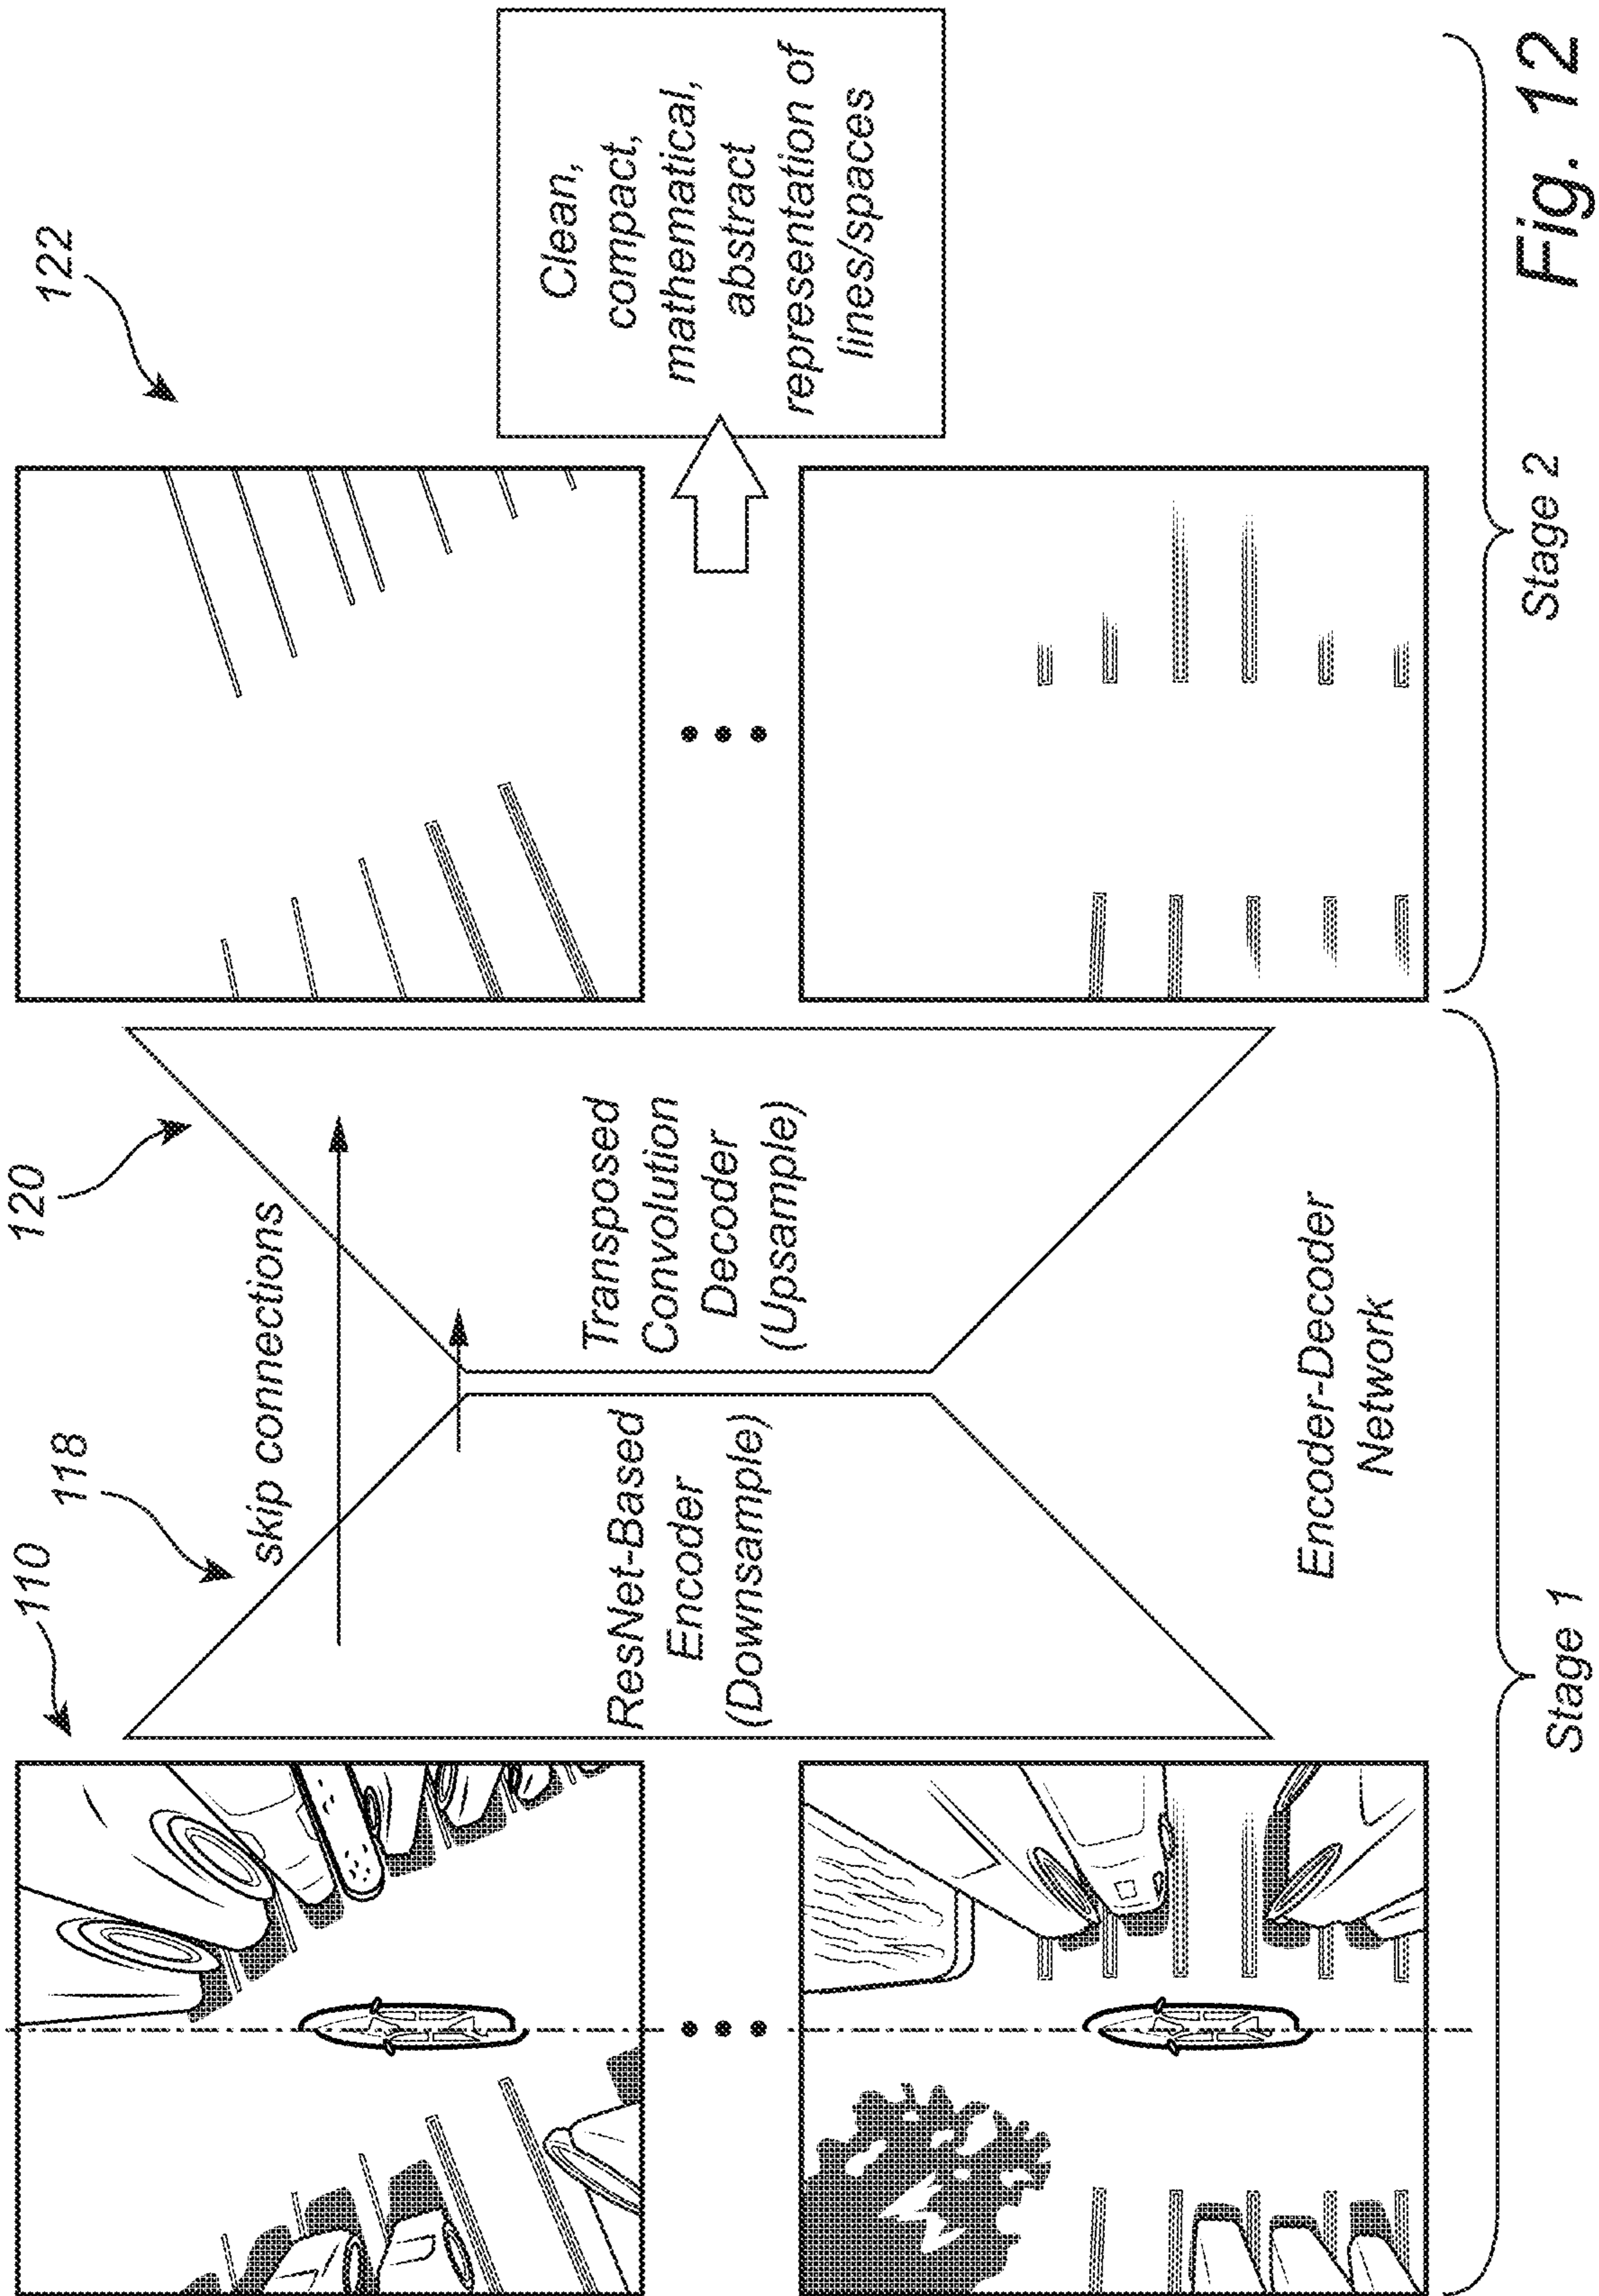 110
118
120
122
skip connections
ResNet-Based
Encoder
(Downsample)
Transposed
Convolution
Decoder
(Upsample)
Clean,
compact,
mathematical,
abstract
representation of
lines/spaces
Encoder-Decoder
Network
Stage 1
Stage 2
Fig. 12